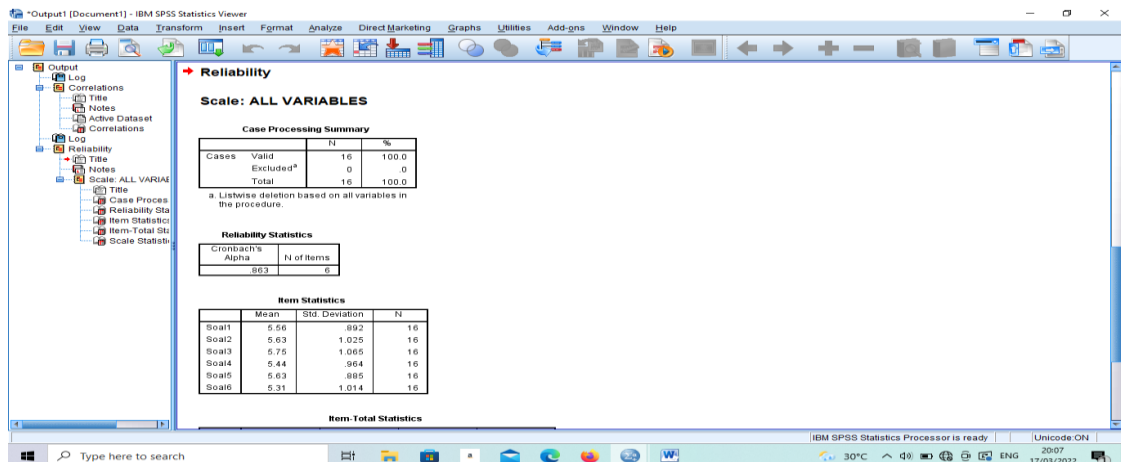 *Output1 [Document1] - IBM SPSS Statistics Viewer
File Edit View Data Transform Insert Format Analyze Direct Marketing Graphs Utilities Add-ons Window Help
Output
Log
Correlations
Title
Notes
Active Dataset
Correlations
Log
Reliability
Title
Notes
Scale: ALL VARIAE
Title
Case Proces
Reliability Sta
Item Statistics
Item-Total Sta
Scale Statisti
Reliability
Scale: ALL VARIABLES
Case Processing Summary
N %
Cases Valid 16 100.0
Excludedª 0 .0
Total 16 100.0
a. Listwise deletion based on all variables in
the procedure.
Reliability Statistics
Cronbach's
Alpha N of Items
.863 6
Item Statistics
Mean Std. Deviation N
Soal1 5.56 .892 16
Soal2 5.63 1.025 16
Soal3 5.75 1.065 16
Soal4 5.44 .964 16
Soal5 5.63 .885 16
Soal6 5.31 1.014 16
Item-Total Statistics
IBM SPSS Statistics Processor is ready Unicode:ON
Type here to search
30°C ENG 20:07
17/03/2022